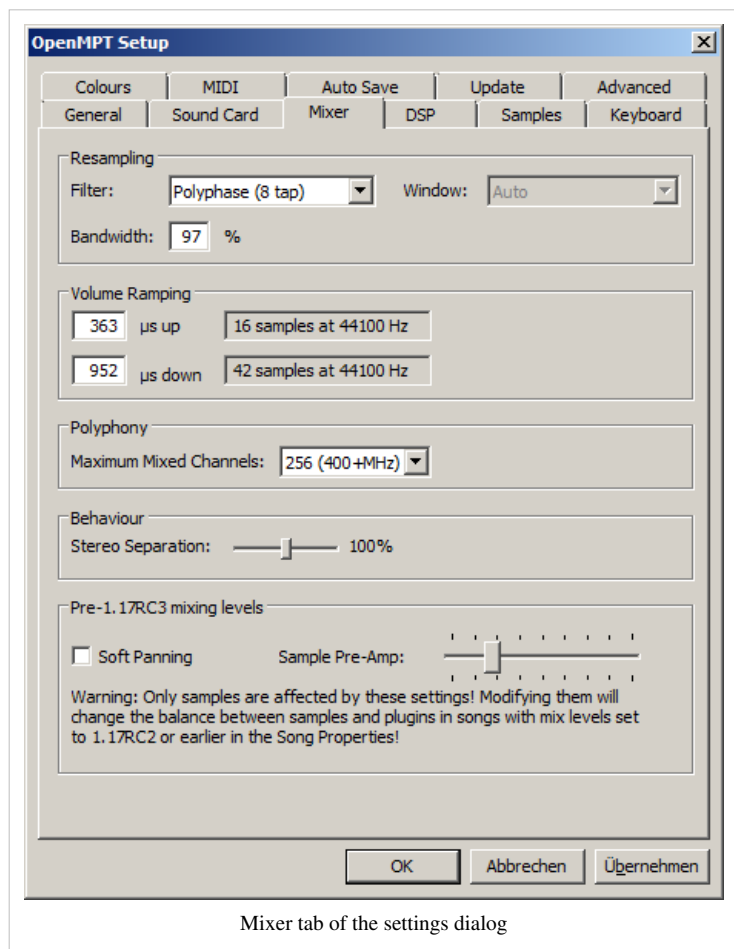 OpenMPT Setup
Colours MIDI Auto Save Update Advanced
General Sound Card Mixer DSP Samples Keyboard
Resampling
Filter: Polyphase (8 tap) Window: Auto
Bandwidth: 97 %
Volume Ramping
363 µs up 16 samples at 44100 Hz
952 µs down 42 samples at 44100 Hz
Polyphony
Maximum Mixed Channels: 256 (400+MHz)
Behaviour
Stereo Separation: 100%
Pre-1.17RC3 mixing levels
Soft Panning Sample Pre-Amp:
Warning: Only samples are affected by these settings! Modifying them will
change the balance between samples and plugins in songs with mix levels set
to 1.17RC2 or earlier in the Song Properties!
OK Abbrechen Übernehmen
Mixer tab of the settings dialog